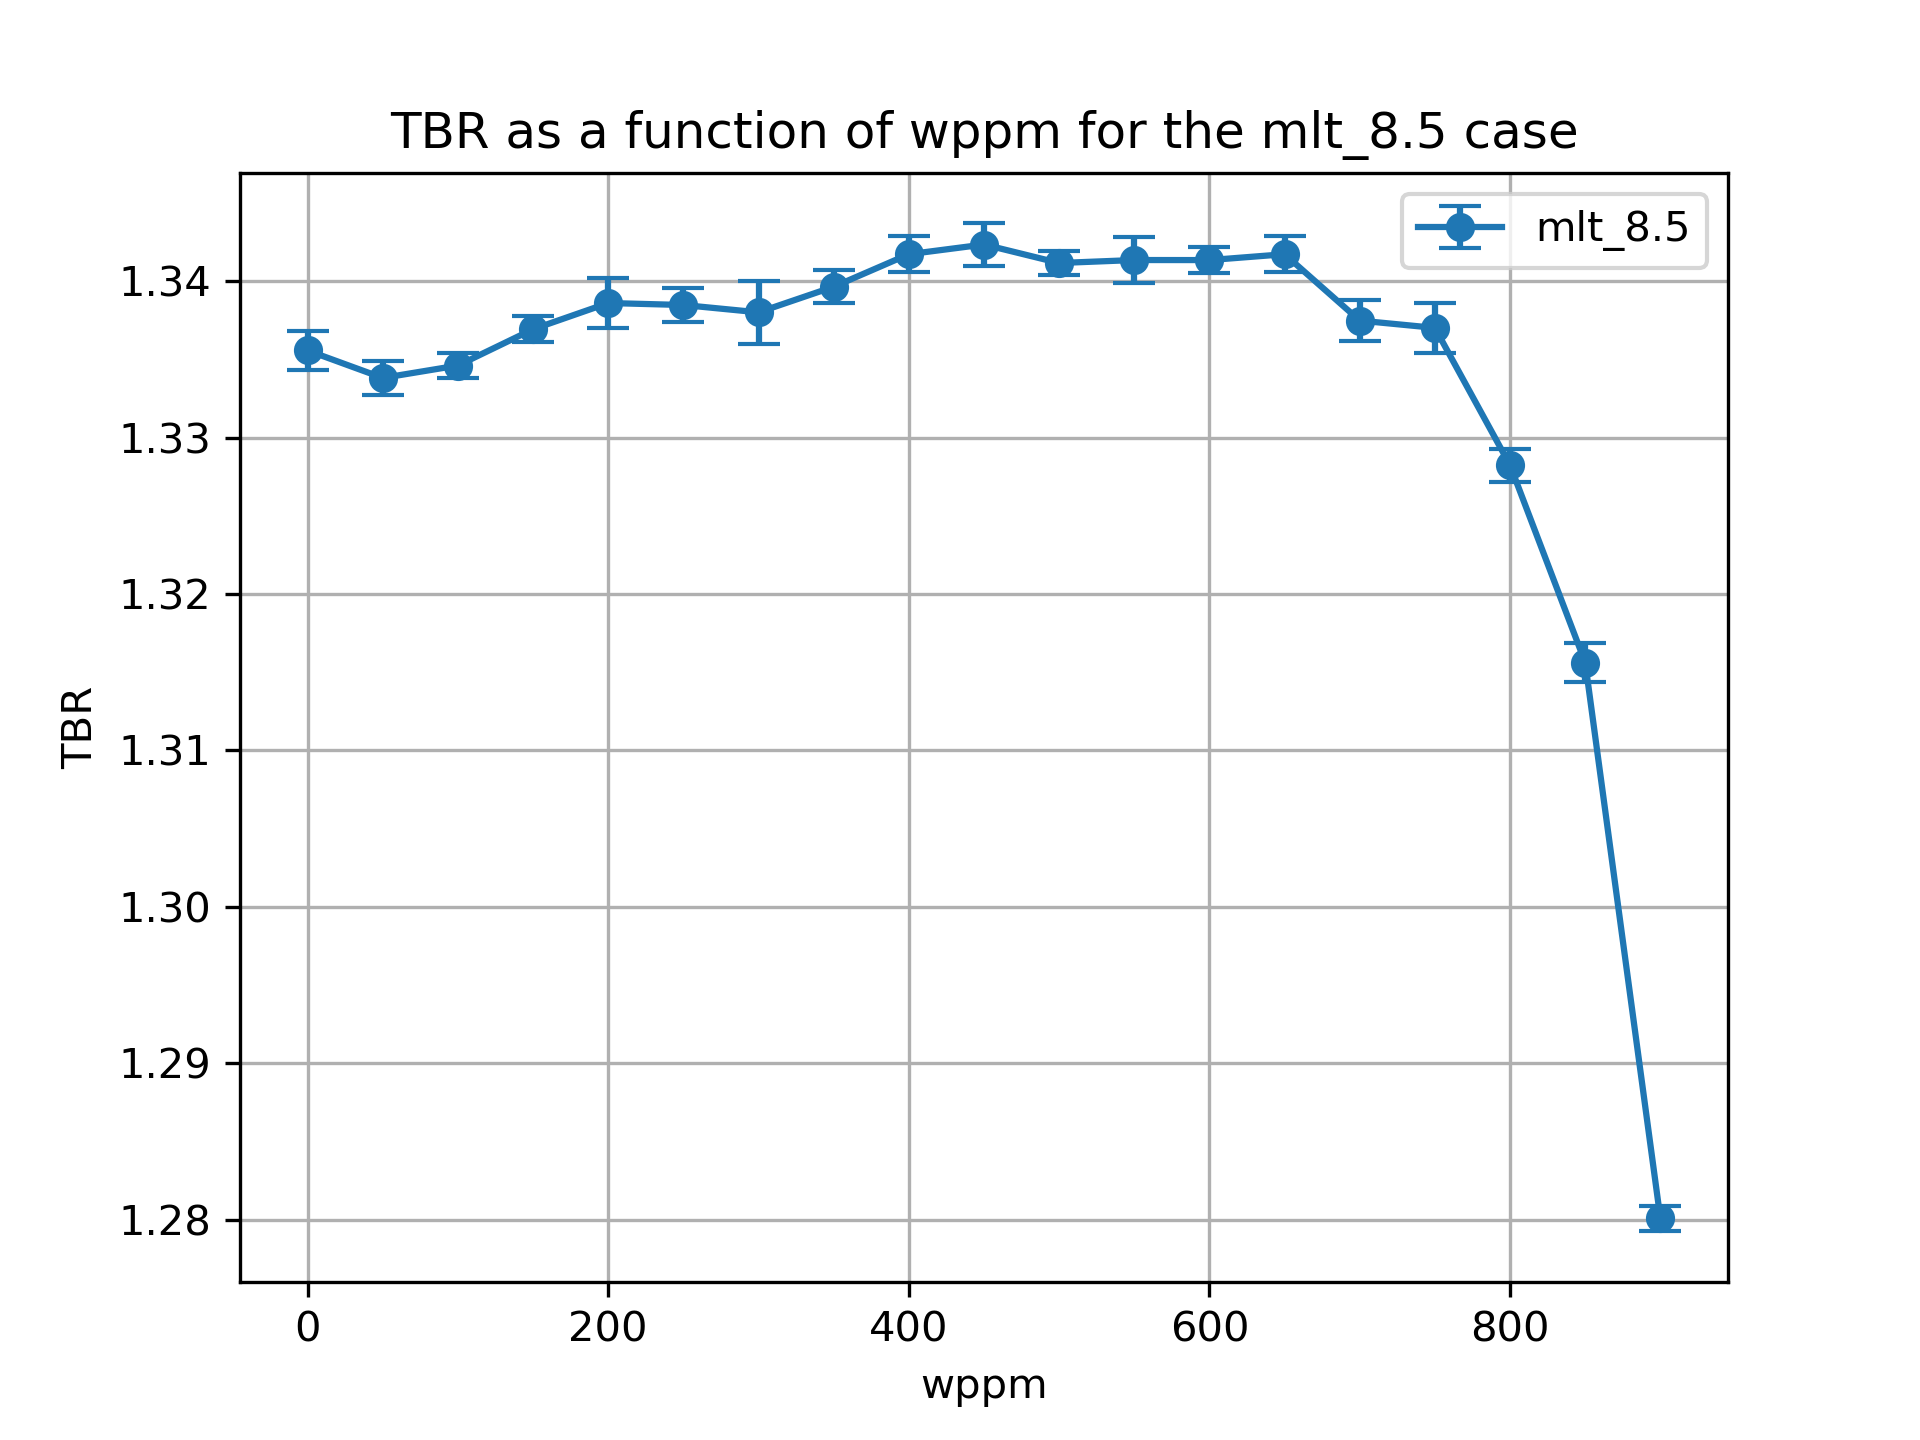 TBR as a function of wppm for the mlt_8.5 case
mlt_8.5
1.34
1.33
1.32
1.31
1.30
1.29
1.28
TBR
0 200 400 600 800
wppm